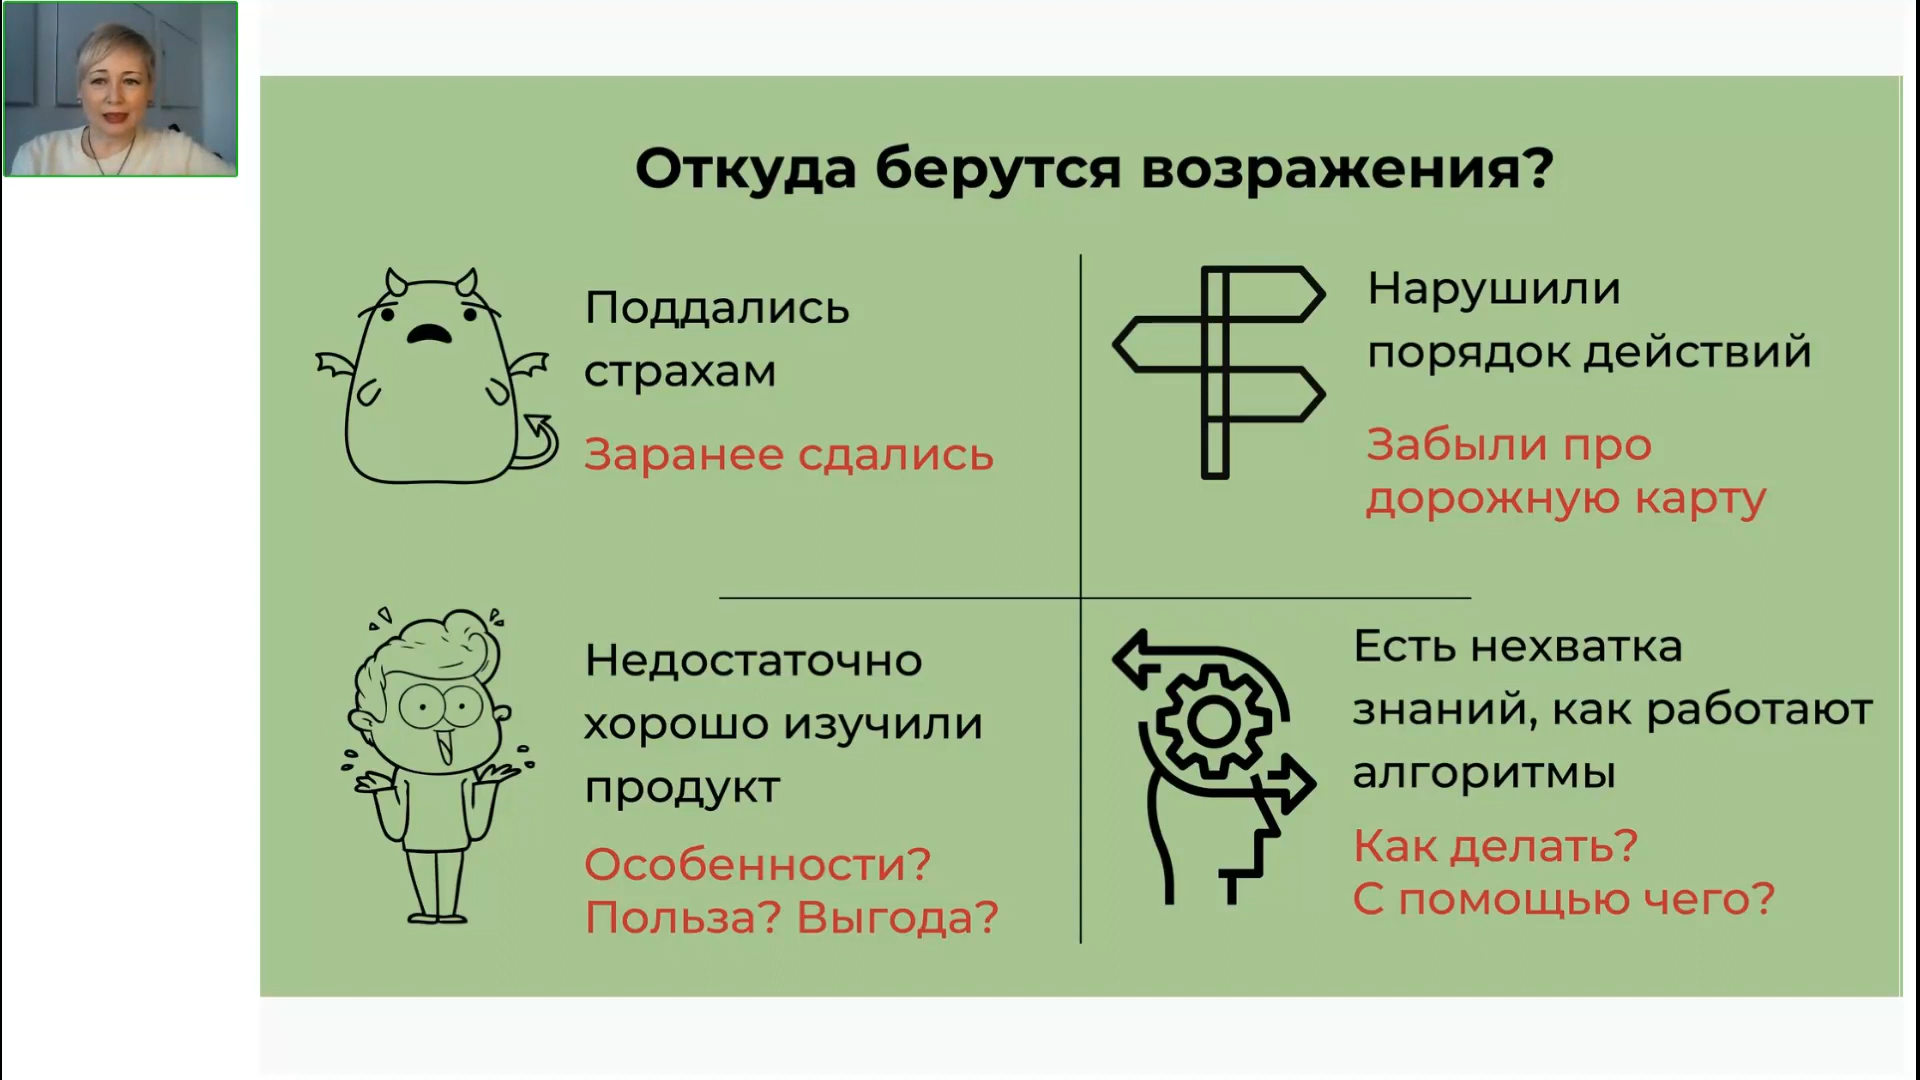 Откуда берутся возражения?
Поддались
страхам
Заранее сдались
Нарушили
порядок действий
Забыли про
дорожную карту
Недостаточно
хорошо изучили
продукт
Особенности?
Польза? Выгода?
Есть нехватка
знаний, как работают
алгоритмы
Как делать?
С помощью чего?